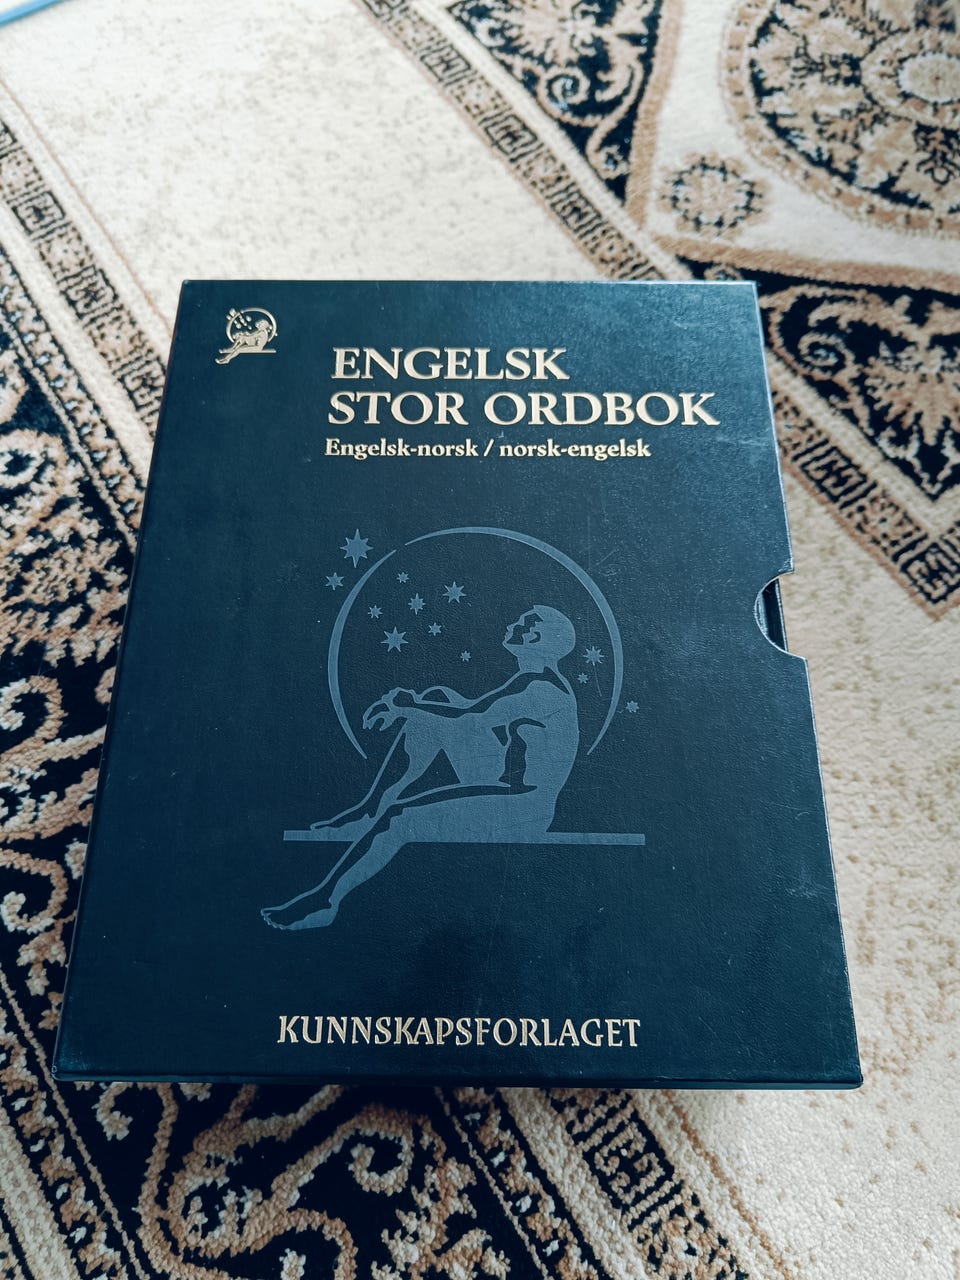 ENGELSK
STOR ORDBOK
Engelsk-norsk / norsk-engelsk
KUNNSKAPSFORLAGET